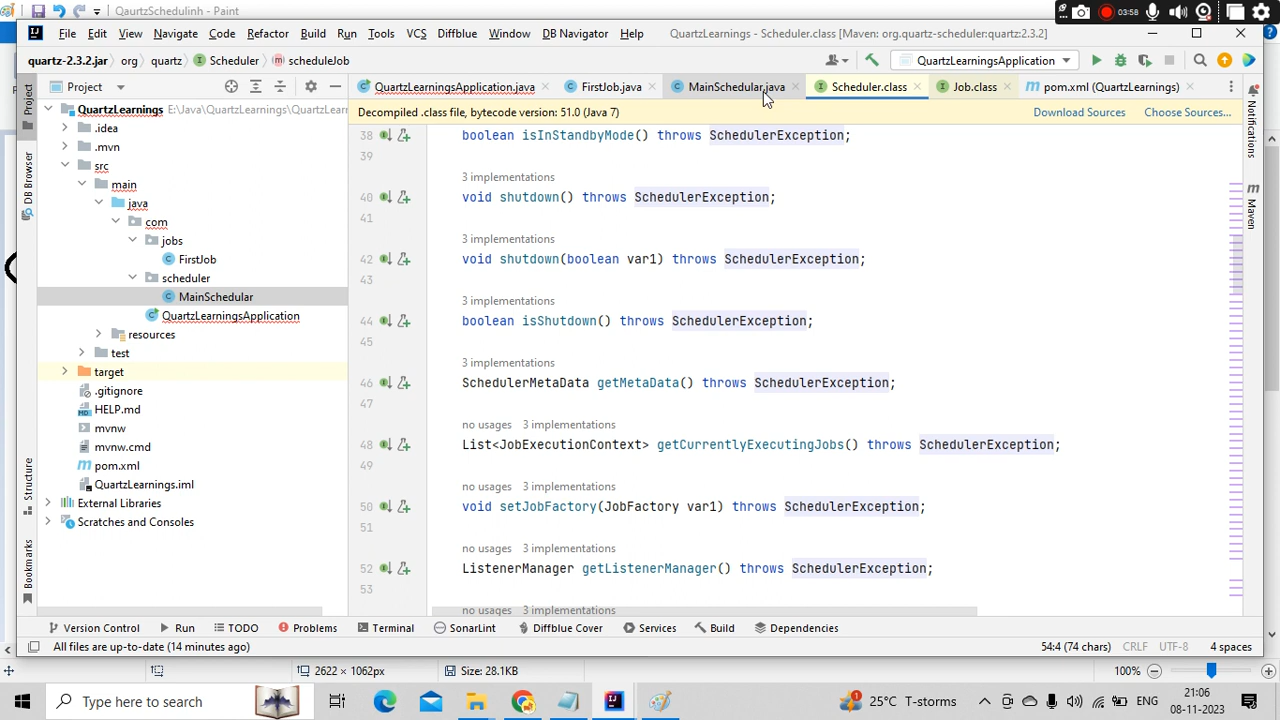 QaurtzSchedulinh - Paint
03:58
File Edit View Navigate Code Refactor Build Run Tools VCS Diffblue Window DB Navigator Help QaurtzLearnings - Scheduler.class [Maven: org.quartz-scheduler:quartz:2.3.2]
quartz-2.3.2.jar org quartz Scheduler scheduleJob QuartzLearningsApplication
Project QuartzLearningsApplication.java FirstJob.java MainSchedular.java Scheduler.class Job.class pom.xml (QuartzLearnings)
QuartzLearnings E:\Java\QuartzLearnings\QuartzLea
Decompiled .class file, bytecode version: 51.0 (Java 7) Download Sources Choose Sources...
.idea
.mvn
src
main
java
com
jobs
FirstJob
scheduler
MainSchedular
QuartzLearningsApplication
resources
test
target
.gitignore
HELP.md
mvnw
mvnw.cmd
pom.xml
QuartzLearnings.iml
External Libraries
Scratches and Consoles
Project
DB Browser
Structure
Bookmarks
38 boolean isInStandbyMode() throws SchedulerException;
39
3 implementations
40 void shutdown() throws SchedulerException;
41
3 implementations
42 void shutdown(boolean var1) throws SchedulerException;
43
3 implementations
44 boolean isShutdown() throws SchedulerException;
45
3 implementations
46 SchedulerMetaData getMetaData() throws SchedulerException;
47
no usages 3 implementations
48 List<JobExecutionContext> getCurrentlyExecutingJobs() throws SchedulerException;
49
no usages 3 implementations
50 void setJobFactory(JobFactory var1) throws SchedulerException;
51
no usages 3 implementations
52 ListenerManager getListenerManager() throws SchedulerException;
53
no usages 3 implementations
Notifications
Maven
Version Control Run TODO Problems Terminal SonarLint Diffblue Cover Services Build Dependencies
All files are up-to-date (14 minutes ago) 54:4 (74 chars) CRLF UTF-8 4 spaces
2622 × 1062px Size: 28.1KB 100%
Type here to search 25°C T-storms ENG 21:06
08-11-2023